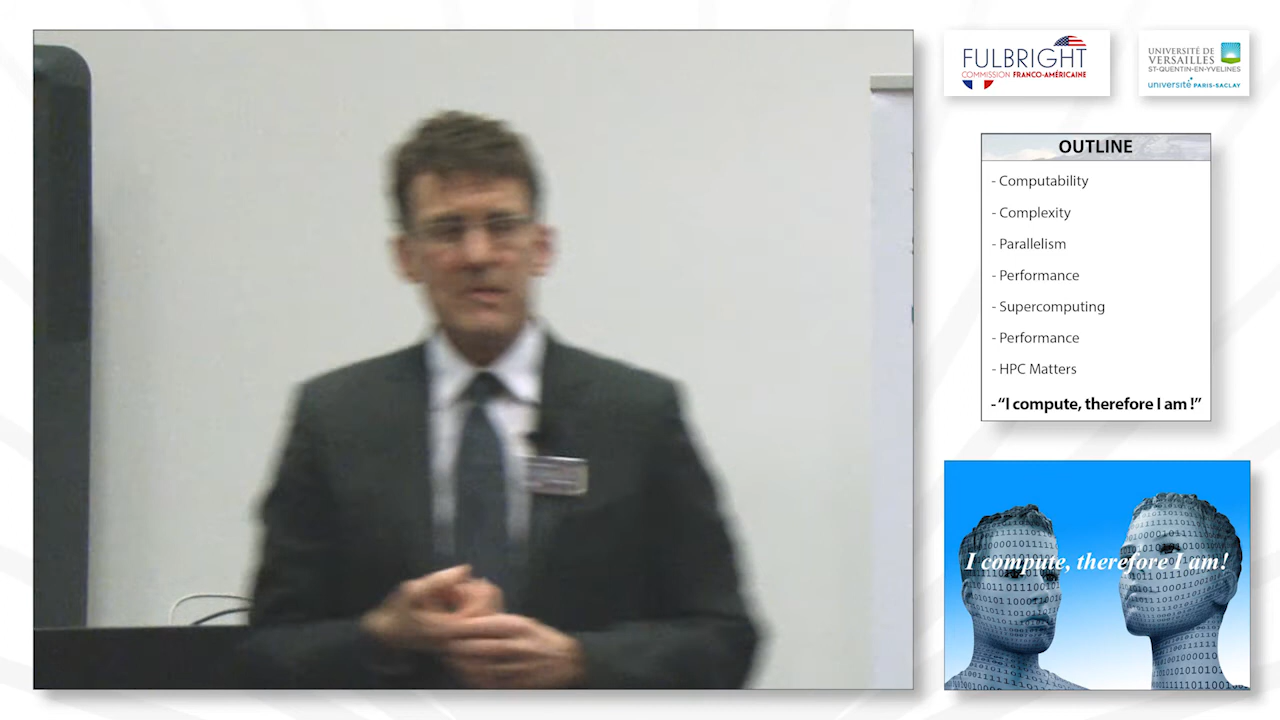 FULBRIGHT
COMMISSION FRANCO-AMÉRICAINE
UNIVERSITÉ DE
VERSAILLES
ST-QUENTIN-EN-YVELINES
université PARIS-SACLAY
OUTLINE
- Computability
- Complexity
- Parallelism
- Performance
- Supercomputing
- Performance
- HPC Matters
- “I compute, therefore I am !”
I compute, therefore I am!